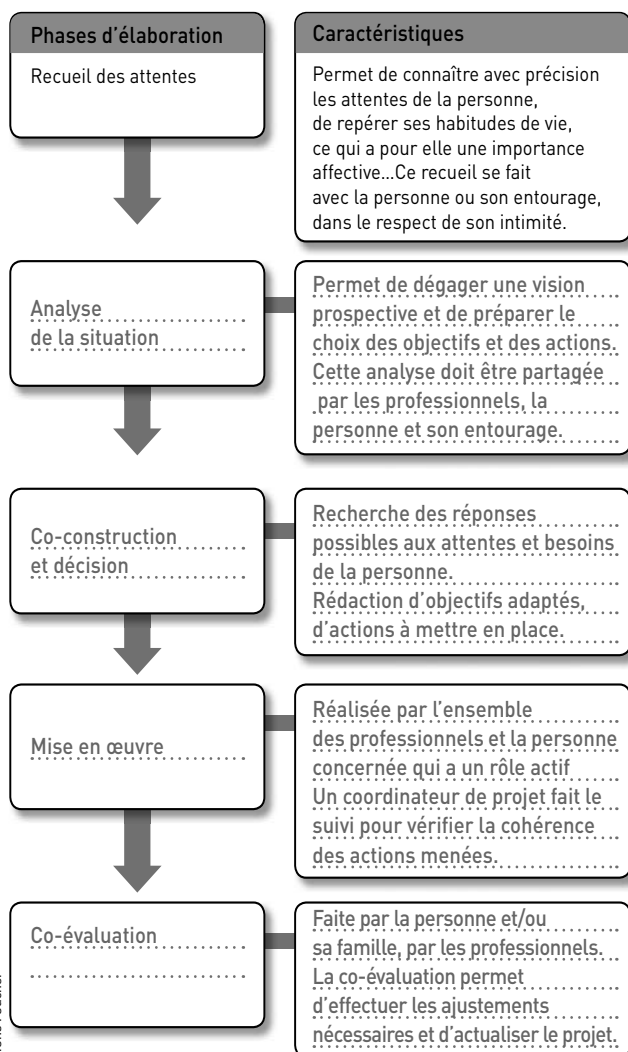 Phases d'élaboration
Recueil des attentes
Caractéristiques
Permet de connaître avec précision
les attentes de la personne,
de repérer ses habitudes de vie,
ce qui a pour elle une importance
affective...Ce recueil se fait
avec la personne ou son entourage,
dans le respect de son intimité.
Analyse
de la situation
Permet de dégager une vision
prospective et de préparer le
choix des objectifs et des actions.
Cette analyse doit être partagée
par les professionnels, la
personne et son entourage.
Co-construction
et décision
Recherche des réponses
possibles aux attentes et besoins
de la personne.
Rédaction d'objectifs adaptés,
d'actions à mettre en place.
Mise en œuvre
Réalisée par l'ensemble
des professionnels et la personne
concernée qui a un rôle actif
Un coordinateur de projet fait le
suivi pour vérifier la cohérence
des actions menées.
Co-évaluation
Faite par la personne et/ou
sa famille, par les professionnels.
La co-évaluation permet
d'effectuer les ajustements
nécessaires et d'actualiser le projet.